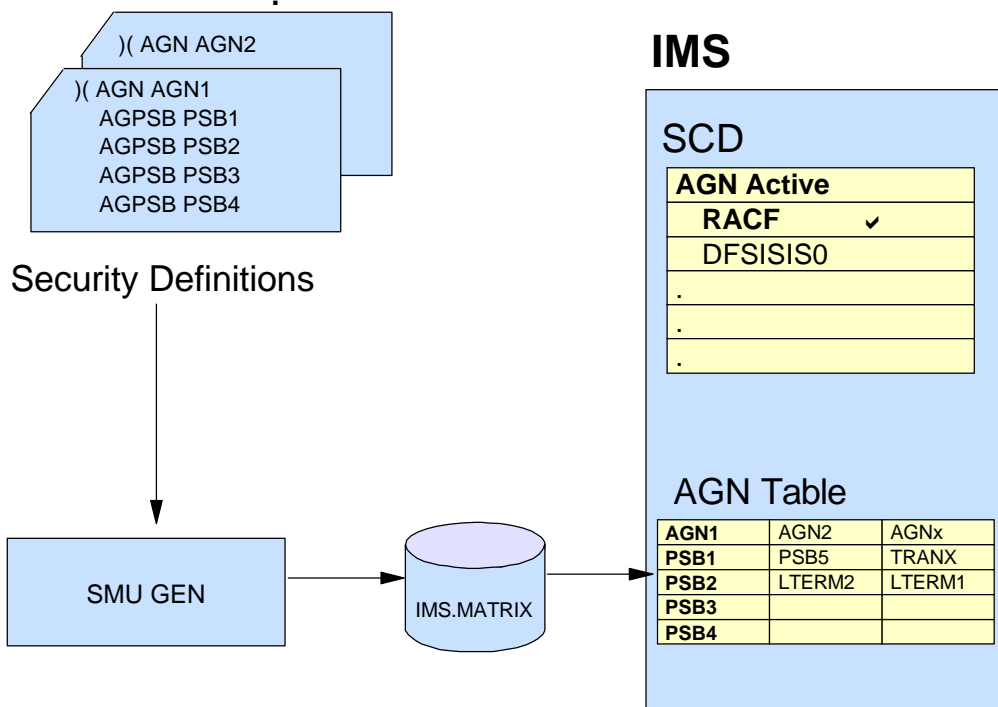 )( AGN AGN2
)( AGN AGN1
AGPSB PSB1
AGPSB PSB2
AGPSB PSB3
AGPSB PSB4
Security Definitions
SMU GEN
IMS.MATRIX
IMS
SCD
AGN Active
RACF ✓
DFSISIS0
.
.
.
AGN Table
AGN1 AGN2 AGNx
PSB1 PSB5 TRANX
PSB2 LTERM2 LTERM1
PSB3
PSB4